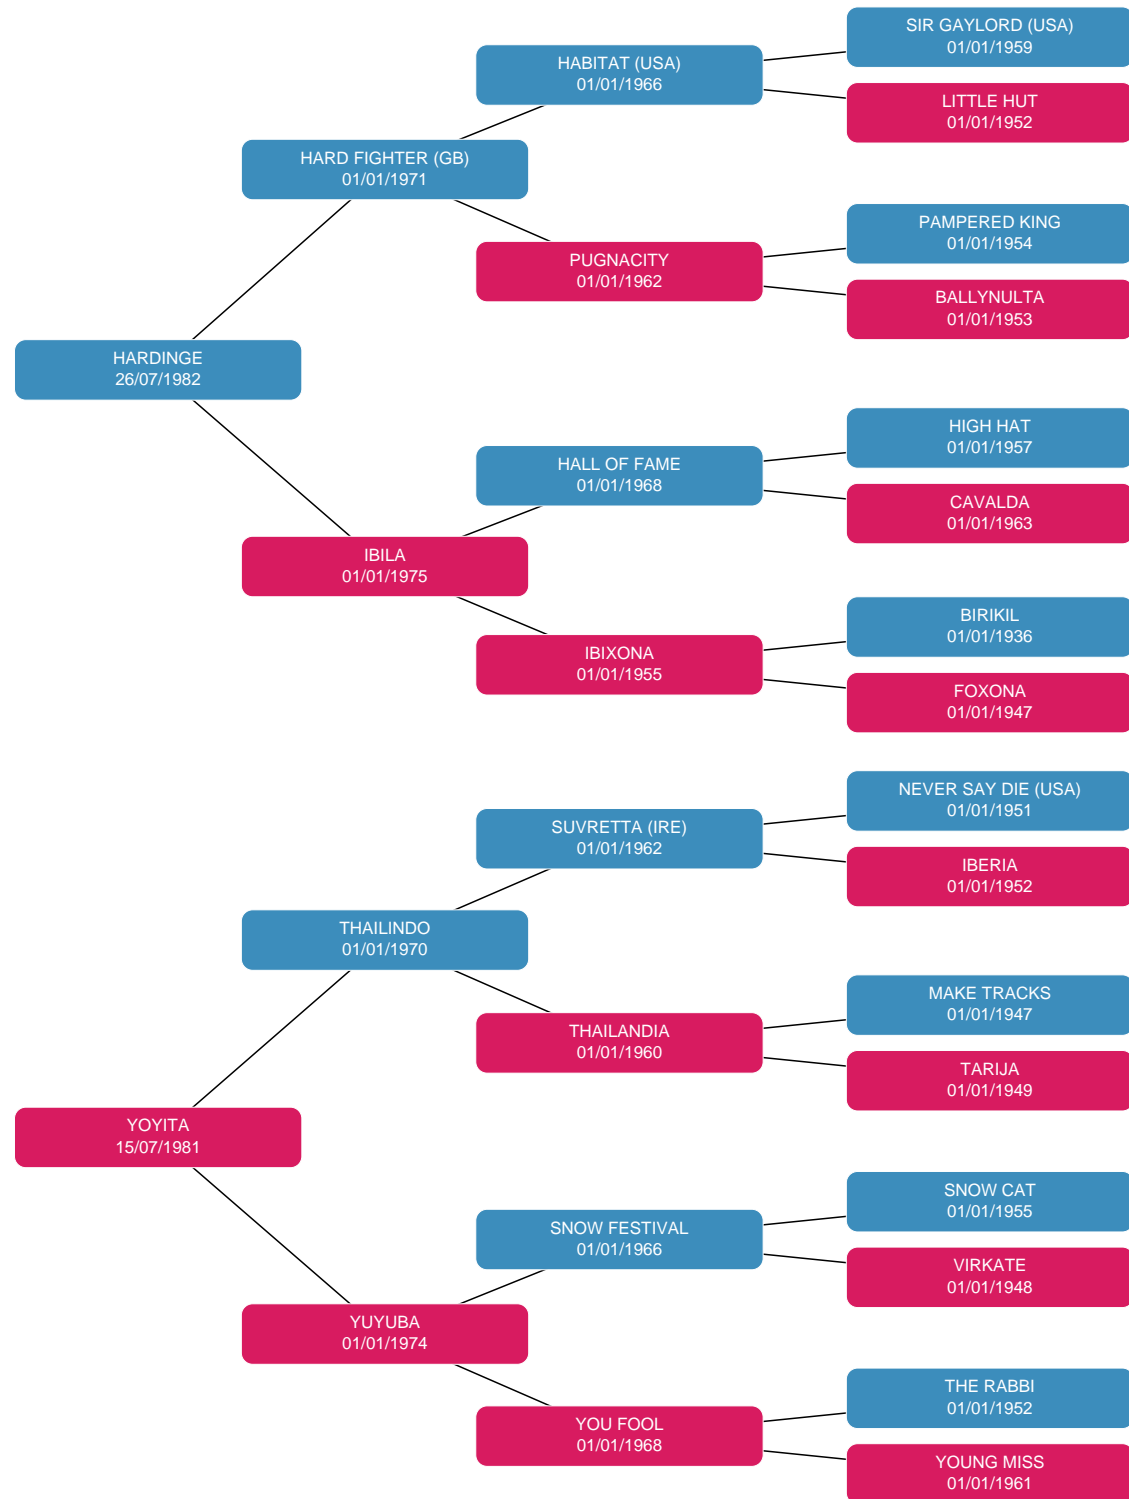 SIR GAYLORD (USA)
01/01/1959
HABITAT (USA)
01/01/1966
LITTLE HUT
01/01/1952
HARD FIGHTER (GB)
01/01/1971
PAMPERED KING
01/01/1954
PUGNACITY
01/01/1962
BALLYNULTA
01/01/1953
HARDINGE
26/07/1982
HIGH HAT
01/01/1957
HALL OF FAME
01/01/1968
CAVALDA
01/01/1963
IBILA
01/01/1975
BIRIKIL
01/01/1936
IBIXONA
01/01/1955
FOXONA
01/01/1947
NEVER SAY DIE (USA)
01/01/1951
SUVRETTA (IRE)
01/01/1962
IBERIA
01/01/1952
THAILINDO
01/01/1970
MAKE TRACKS
01/01/1947
THAILANDIA
01/01/1960
TARIJA
01/01/1949
YOYITA
15/07/1981
SNOW CAT
01/01/1955
SNOW FESTIVAL
01/01/1966
VIRKATE
01/01/1948
YUYUBA
01/01/1974
THE RABBI
01/01/1952
YOU FOOL
01/01/1968
YOUNG MISS
01/01/1961